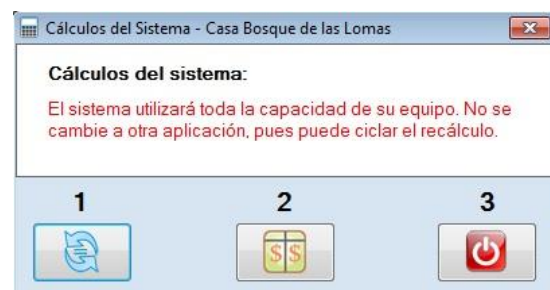 Cálculos del Sistema - Casa Bosque de las Lomas
Cálculos del sistema:
El sistema utilizará toda la capacidad de su equipo. No se
cambie a otra aplicación, pues puede ciclar el recálculo.
1 2 3
$ $